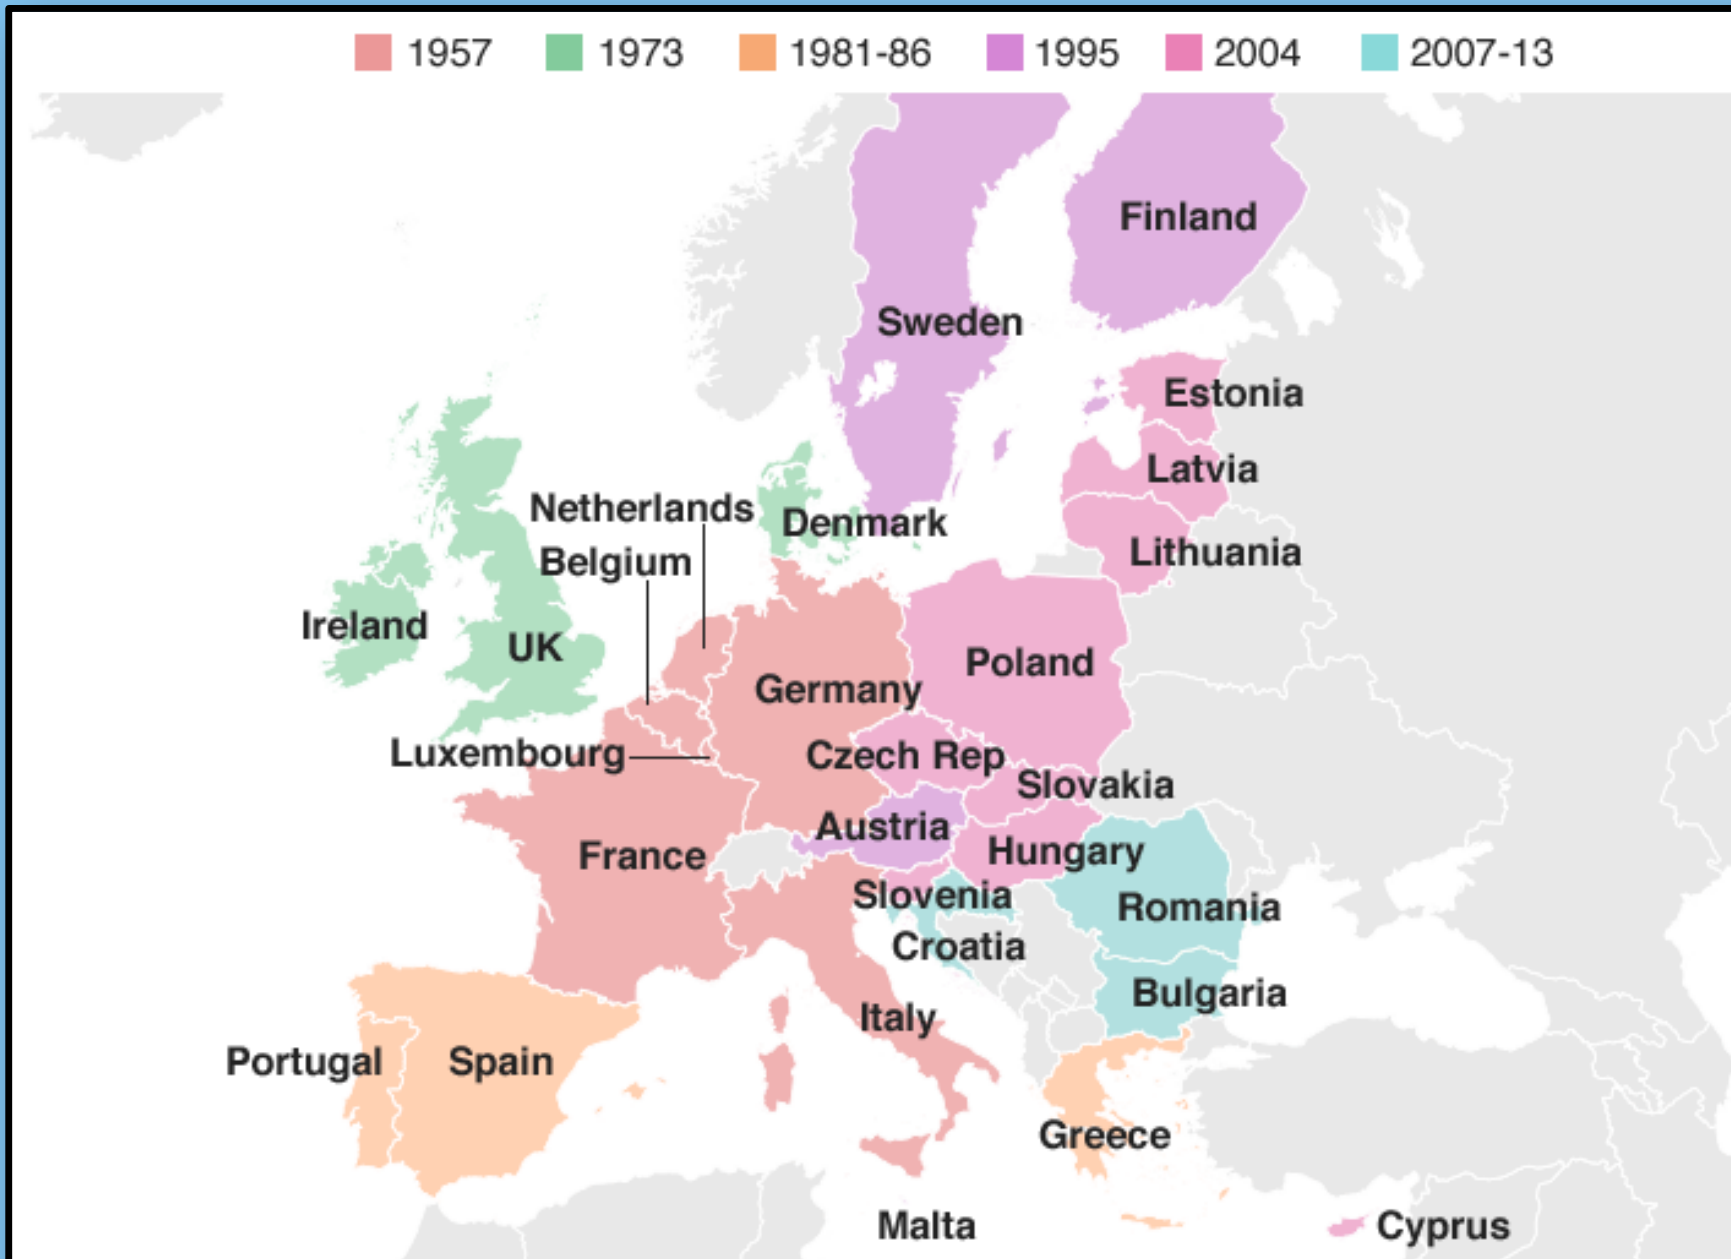 1957 1973 1981-86 1995 2004 2007-13
Finland
Sweden
Estonia
Latvia
Netherlands
Denmark
Lithuania
Belgium
Ireland
UK
Poland
Germany
Luxembourg
Czech Rep
Slovakia
Austria
Hungary
France
Slovenia
Romania
Croatia
Bulgaria
Italy
Portugal
Spain
Greece
Malta
Cyprus